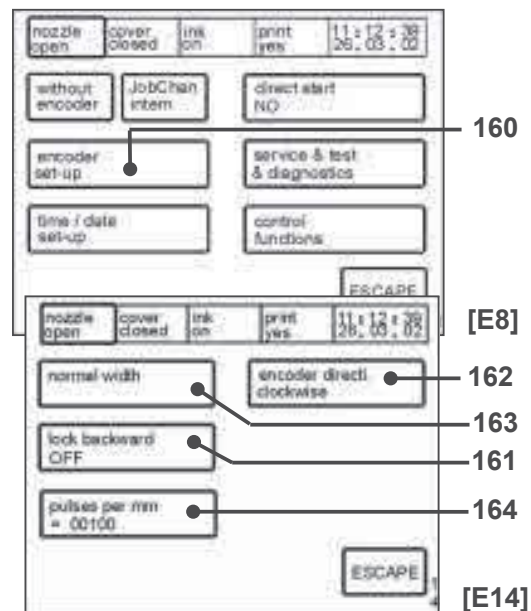 nozzle open
cover closed
ink on
print yes
11:12:39
26.03.02
without encoder
JobChan intern
direct start
NO
160
encoder
set-up
service & test
& diagnostics
time / date
set-up
control
functions
ESCAPE
[E8]
nozzle open
cover closed
ink on
print yes
11:12:39
26.03.02
normal width
encoder directi
clockwise
162
163
lock backward
OFF
161
pulses per mm
= 00100
164
ESCAPE
[E14]